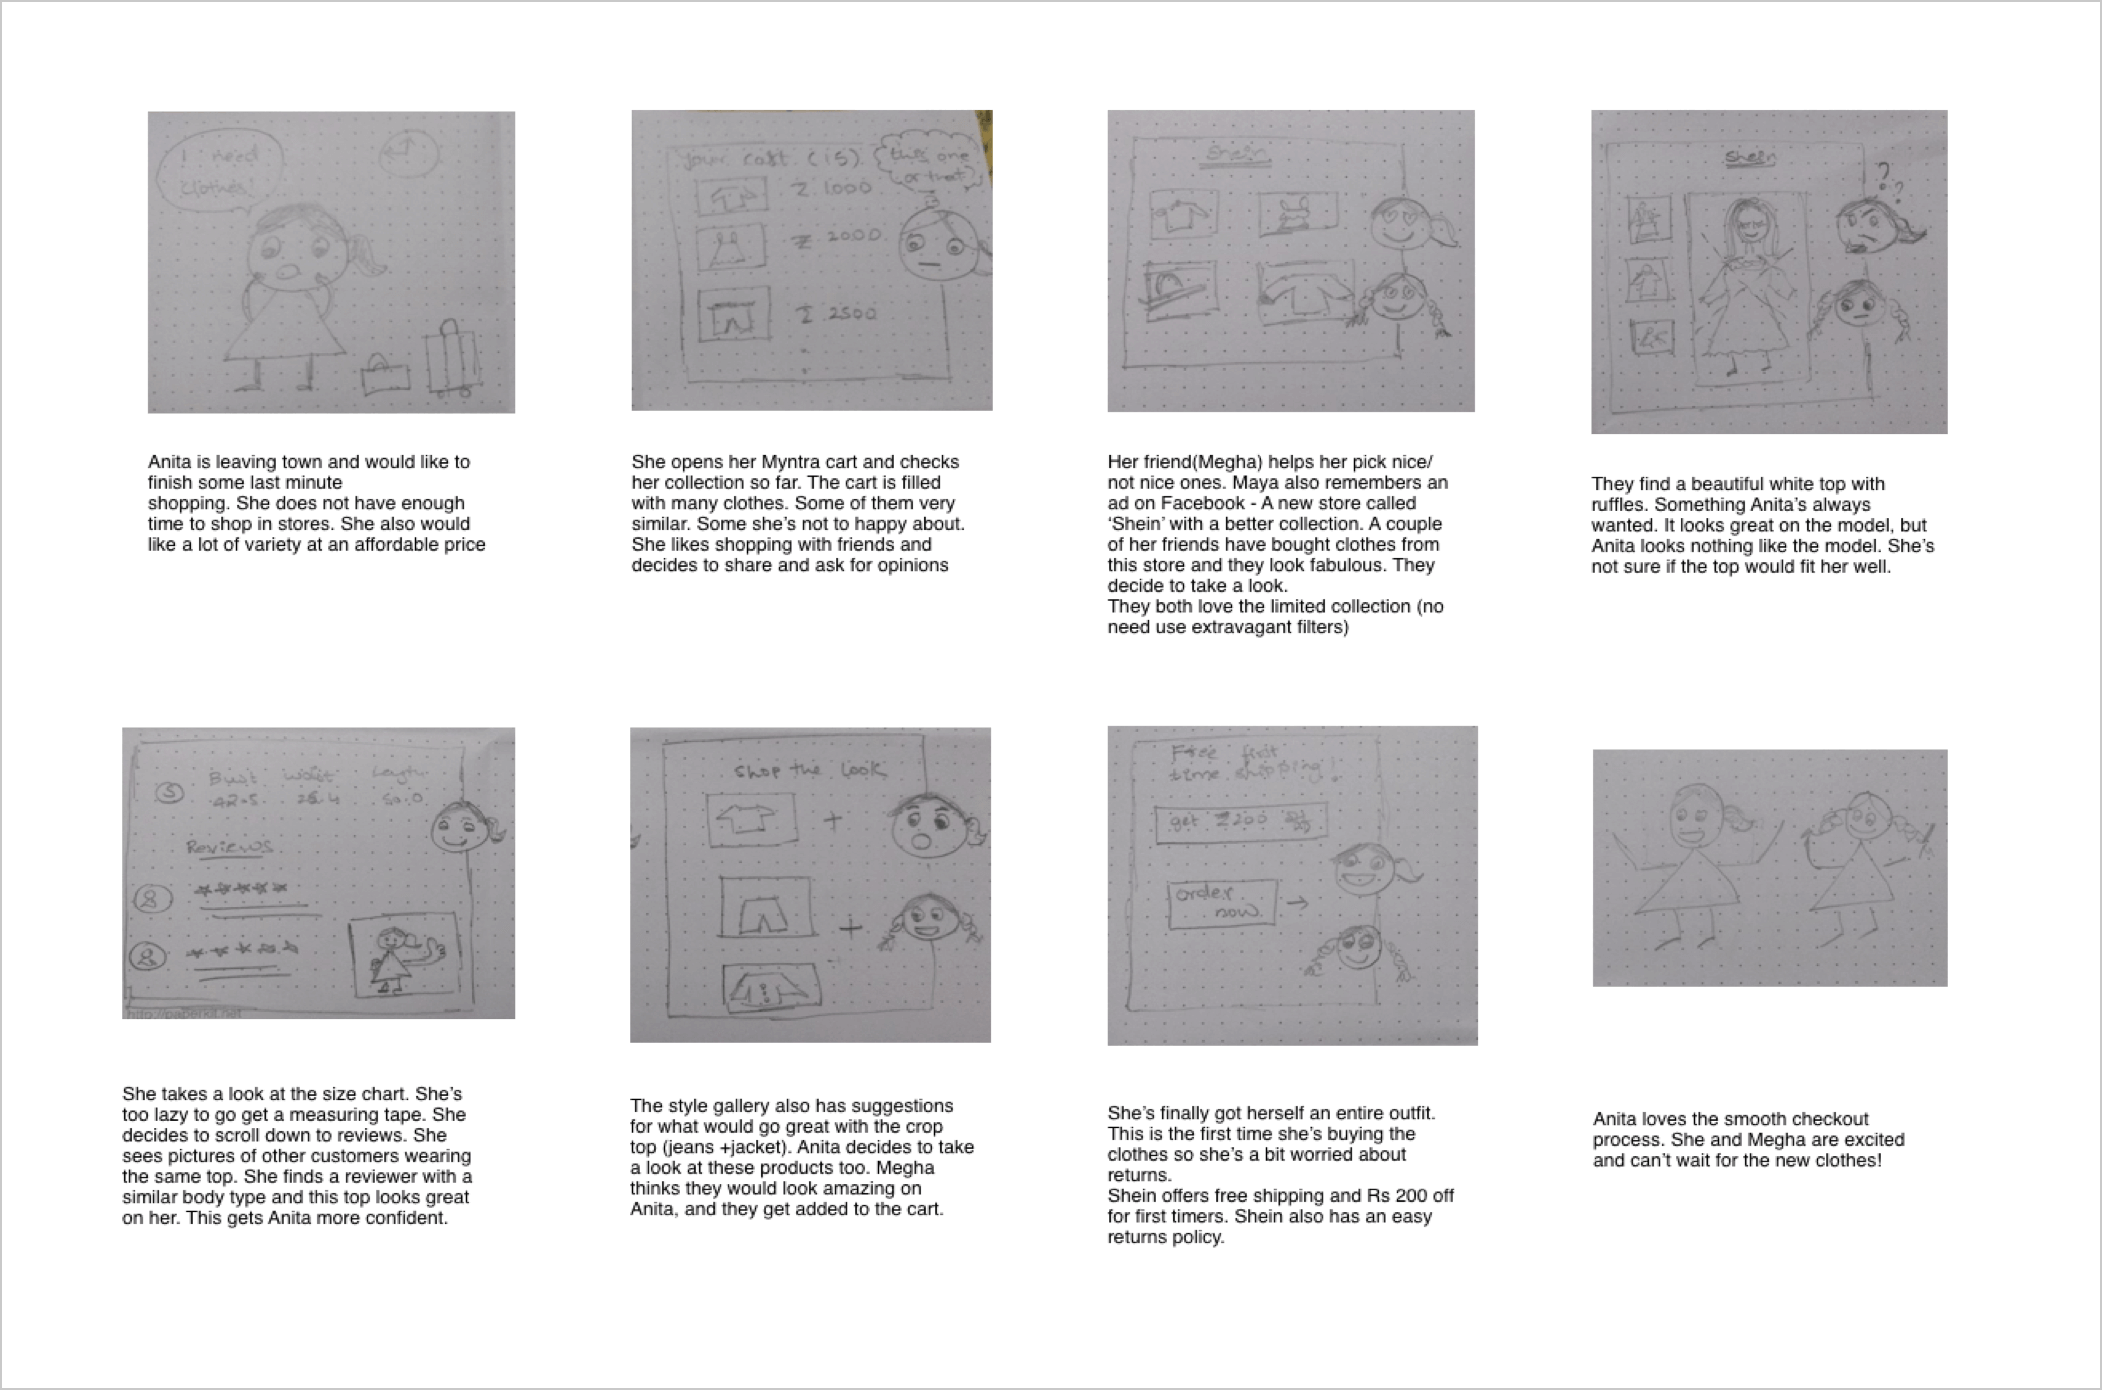 I need
clothes!
your cart (15)
this one
or that?
₹ 1000
₹ 2000
₹ 2500
Shein
Shein
? ? ?
Anita is leaving town and would like to
finish some last minute
shopping. She does not have enough
time to shop in stores. She also would
like a lot of variety at an affordable price
She opens her Myntra cart and checks
her collection so far. The cart is filled
with many clothes. Some of them very
similar. Some she's not to happy about.
She likes shopping with friends and
decides to share and ask for opinions
Her friend(Megha) helps her pick nice/
not nice ones. Maya also remembers an
ad on Facebook - A new store called
‘Shein’ with a better collection. A couple
of her friends have bought clothes from
this store and they look fabulous. They
decide to take a look.
They both love the limited collection (no
need use extravagant filters)
They find a beautiful white top with
ruffles. Something Anita’s always
wanted. It looks great on the model, but
Anita looks nothing like the model. She’s
not sure if the top would fit her well.
S Bust waist Length
42.5 26.4 50.0
Reviews
http://paperkit.net
shop the look
+
+
Free first
time shipping!
get ₹200
order
now
She takes a look at the size chart. She’s
too lazy to go get a measuring tape. She
decides to scroll down to reviews. She
sees pictures of other customers wearing
the same top. She finds a reviewer with a
similar body type and this top looks great
on her. This gets Anita more confident.
The style gallery also has suggestions
for what would go great with the crop
top (jeans +jacket). Anita decides to take
a look at these products too. Megha
thinks they would look amazing on
Anita, and they get added to the cart.
She’s finally got herself an entire outfit.
This is the first time she’s buying the
clothes so she’s a bit worried about
returns.
Shein offers free shipping and Rs 200 off
for first timers. Shein also has an easy
returns policy.
Anita loves the smooth checkout
process. She and Megha are excited
and can’t wait for the new clothes!